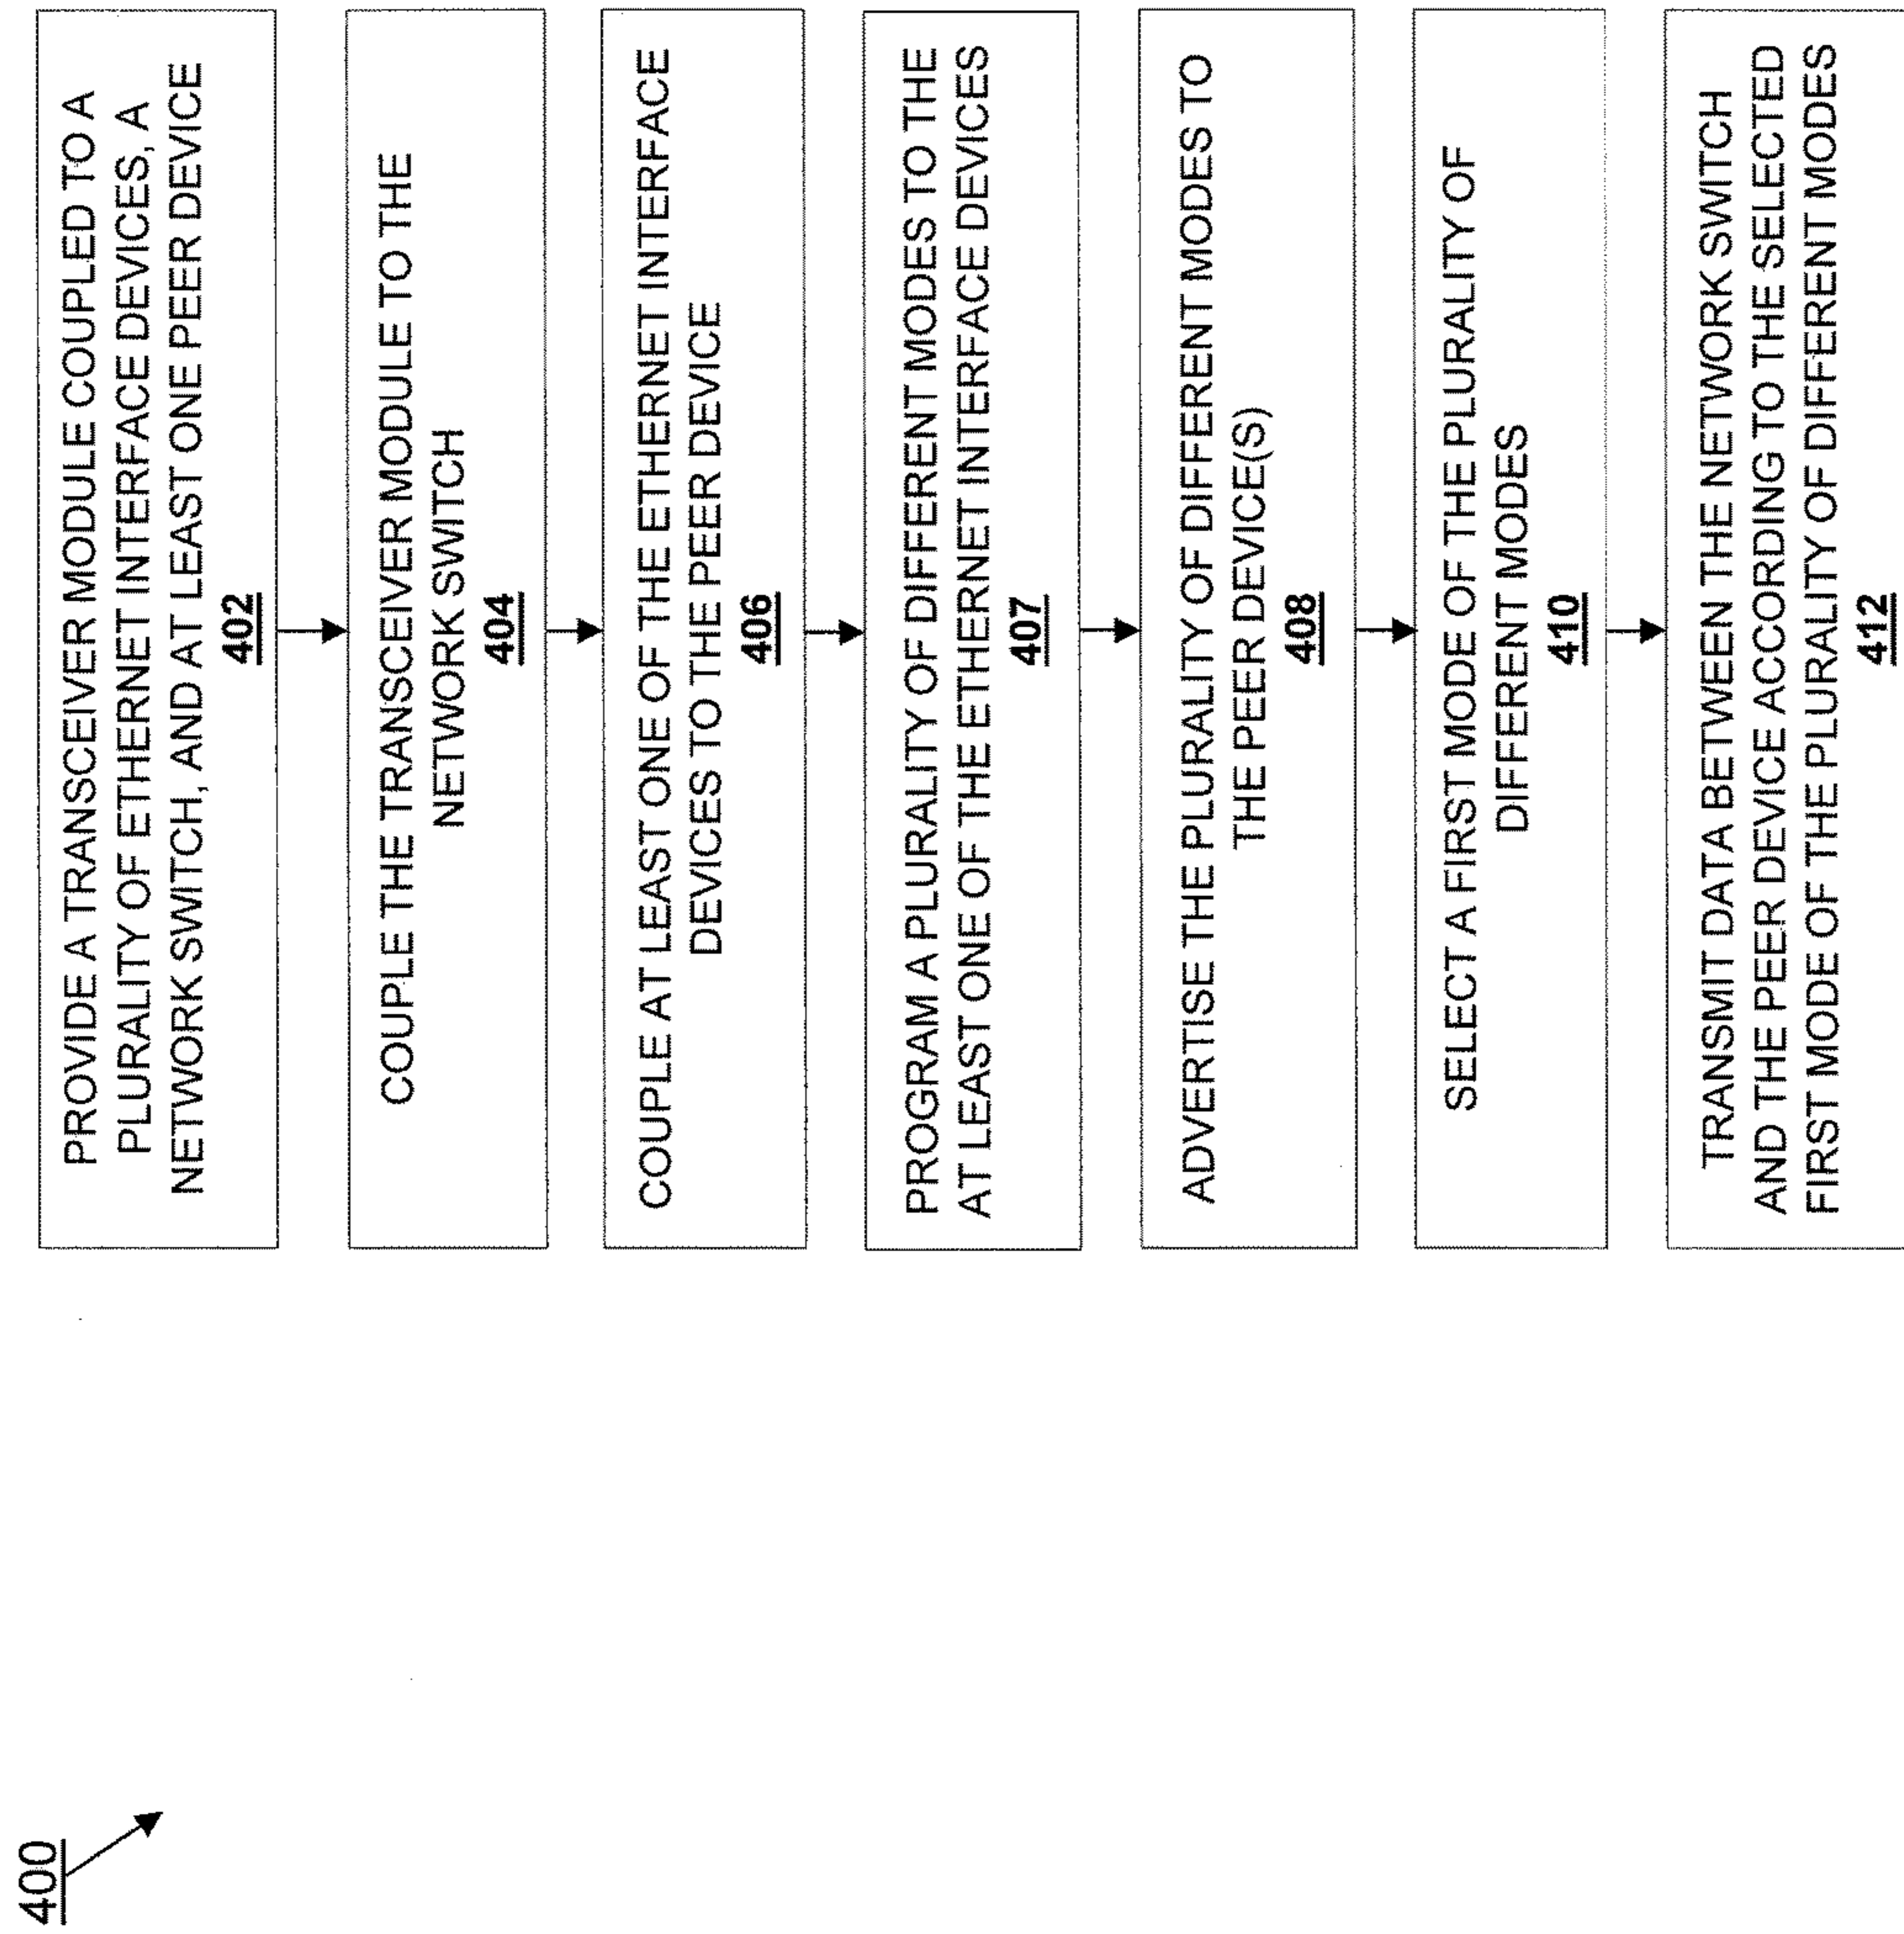 400
PROVIDE A TRANSCEIVER MODULE COUPLED TO A
PLURALITY OF ETHERNET INTERFACE DEVICES, A
NETWORK SWITCH, AND AT LEAST ONE PEER DEVICE
402
COUPLE THE TRANSCEIVER MODULE TO THE
NETWORK SWITCH
404
COUPLE AT LEAST ONE OF THE ETHERNET INTERFACE
DEVICES TO THE PEER DEVICE
406
PROGRAM A PLURALITY OF DIFFERENT MODES TO THE
AT LEAST ONE OF THE ETHERNET INTERFACE DEVICES
407
ADVERTISE THE PLURALITY OF DIFFERENT MODES TO
THE PEER DEVICE(S)
408
SELECT A FIRST MODE OF THE PLURALITY OF
DIFFERENT MODES
410
TRANSMIT DATA BETWEEN THE NETWORK SWITCH
AND THE PEER DEVICE ACCORDING TO THE SELECTED
FIRST MODE OF THE PLURALITY OF DIFFERENT MODES
412